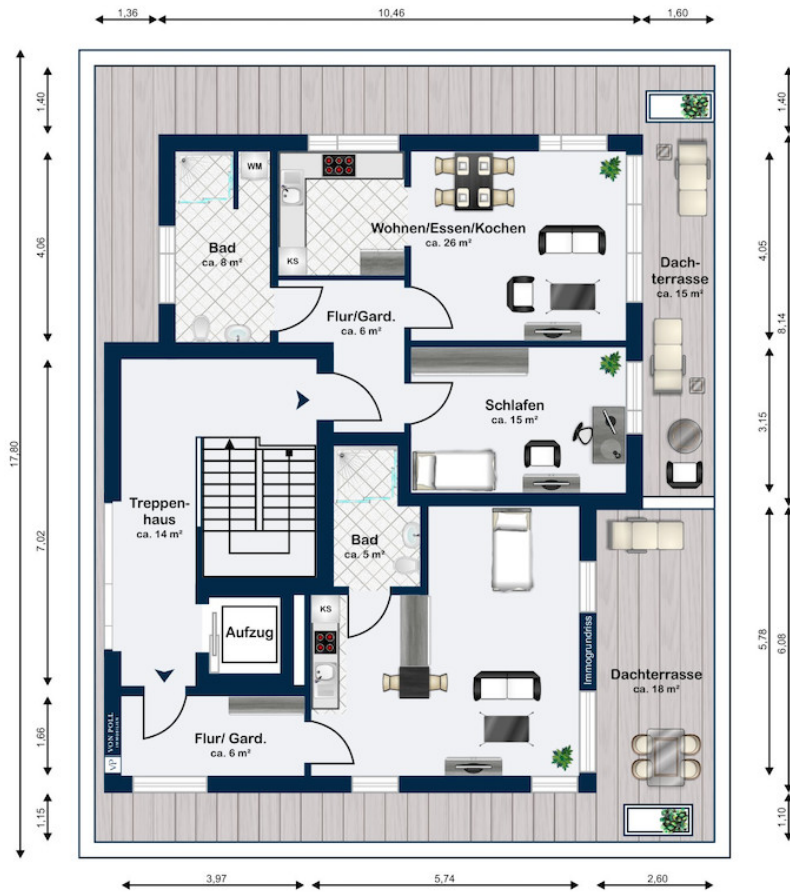 1,36
10,46
1,60
1,40
1,40
WM
Wohnen/Essen/Kochen
ca. 26 m²
Bad
ca. 8 m²
KS
4,06
4,05
Dach-
terrasse
ca. 15 m²
Flur/Gard.
ca. 6 m²
8,14
Schlafen
ca. 15 m²
3,15
17,80
Treppen-
haus
ca. 14 m²
7,02
Bad
ca. 5 m²
KS
Aufzug
Immogrundriss
5,78
6,08
Dachterrasse
ca. 18 m²
1,66
VON POLL
IMMOBILIEN
VP
Flur/ Gard.
ca. 6 m²
1,15
1,10
3,97
5,74
2,60